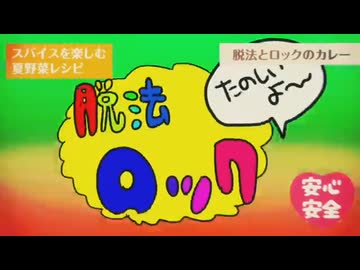 スパイスを楽しむ
夏野菜レシピ
脱法とロックのカレー
たのしい
よ〜
脱法
ロック
安心
安全